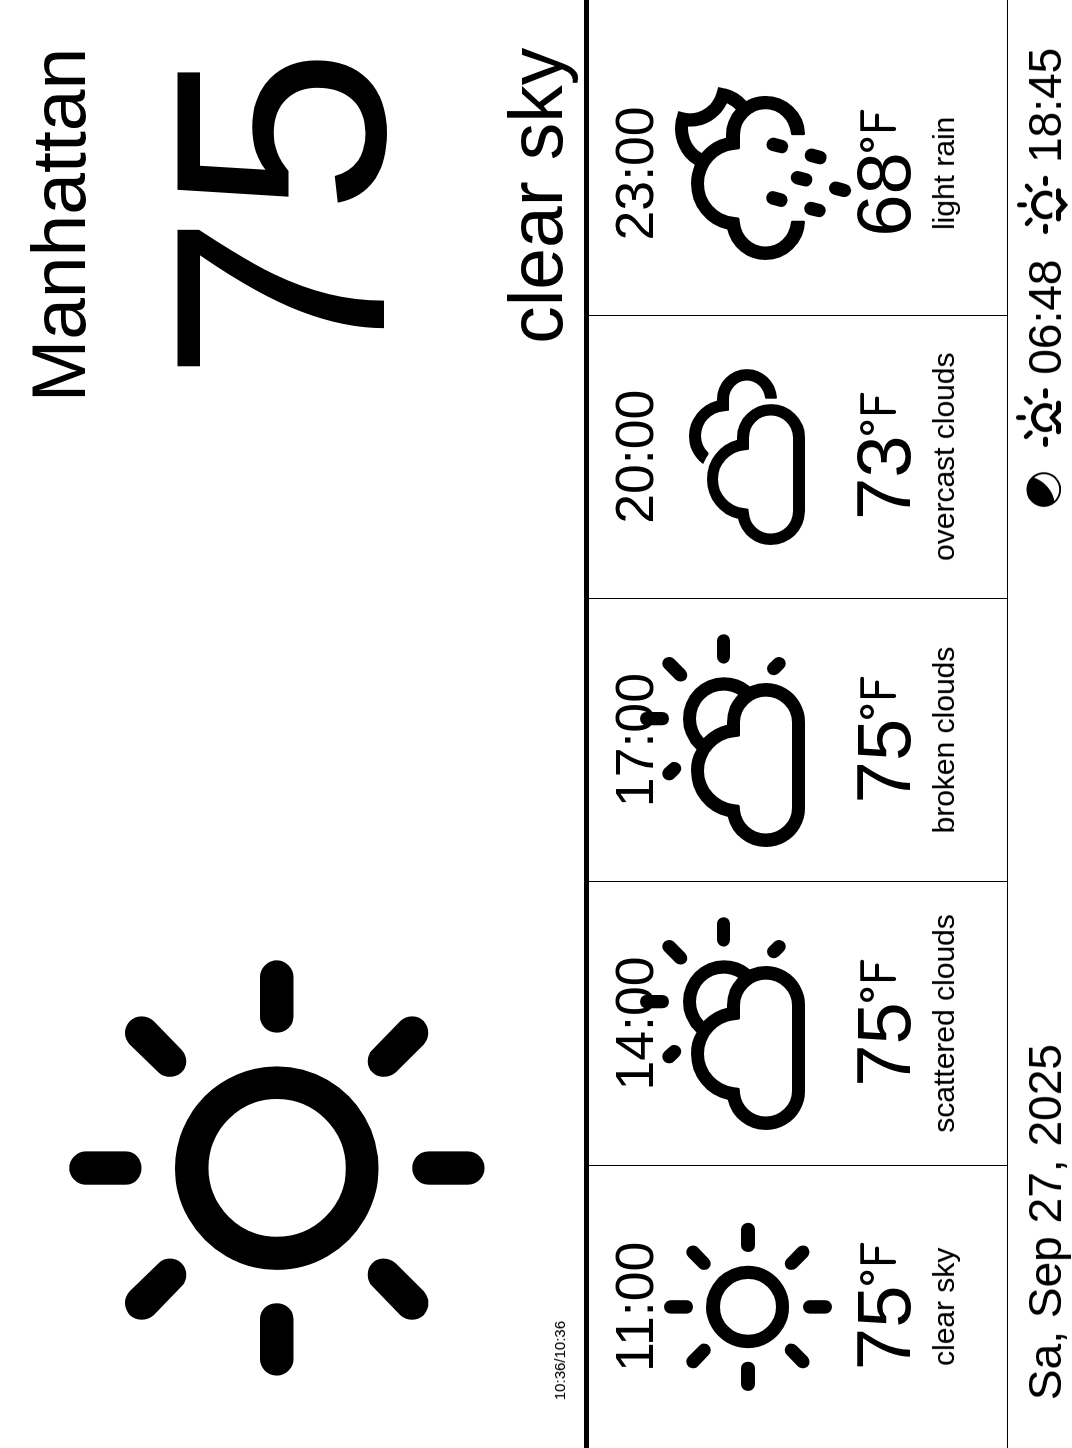 Manhattan
75
clear sky
10:36/10:36
11:00
75°F
clear sky
14:00
75°F
scattered clouds
17:00
75°F
broken clouds
20:00
73°F
overcast clouds
23:00
68°F
light rain
Sa, Sep 27, 2025
06:48 18:45